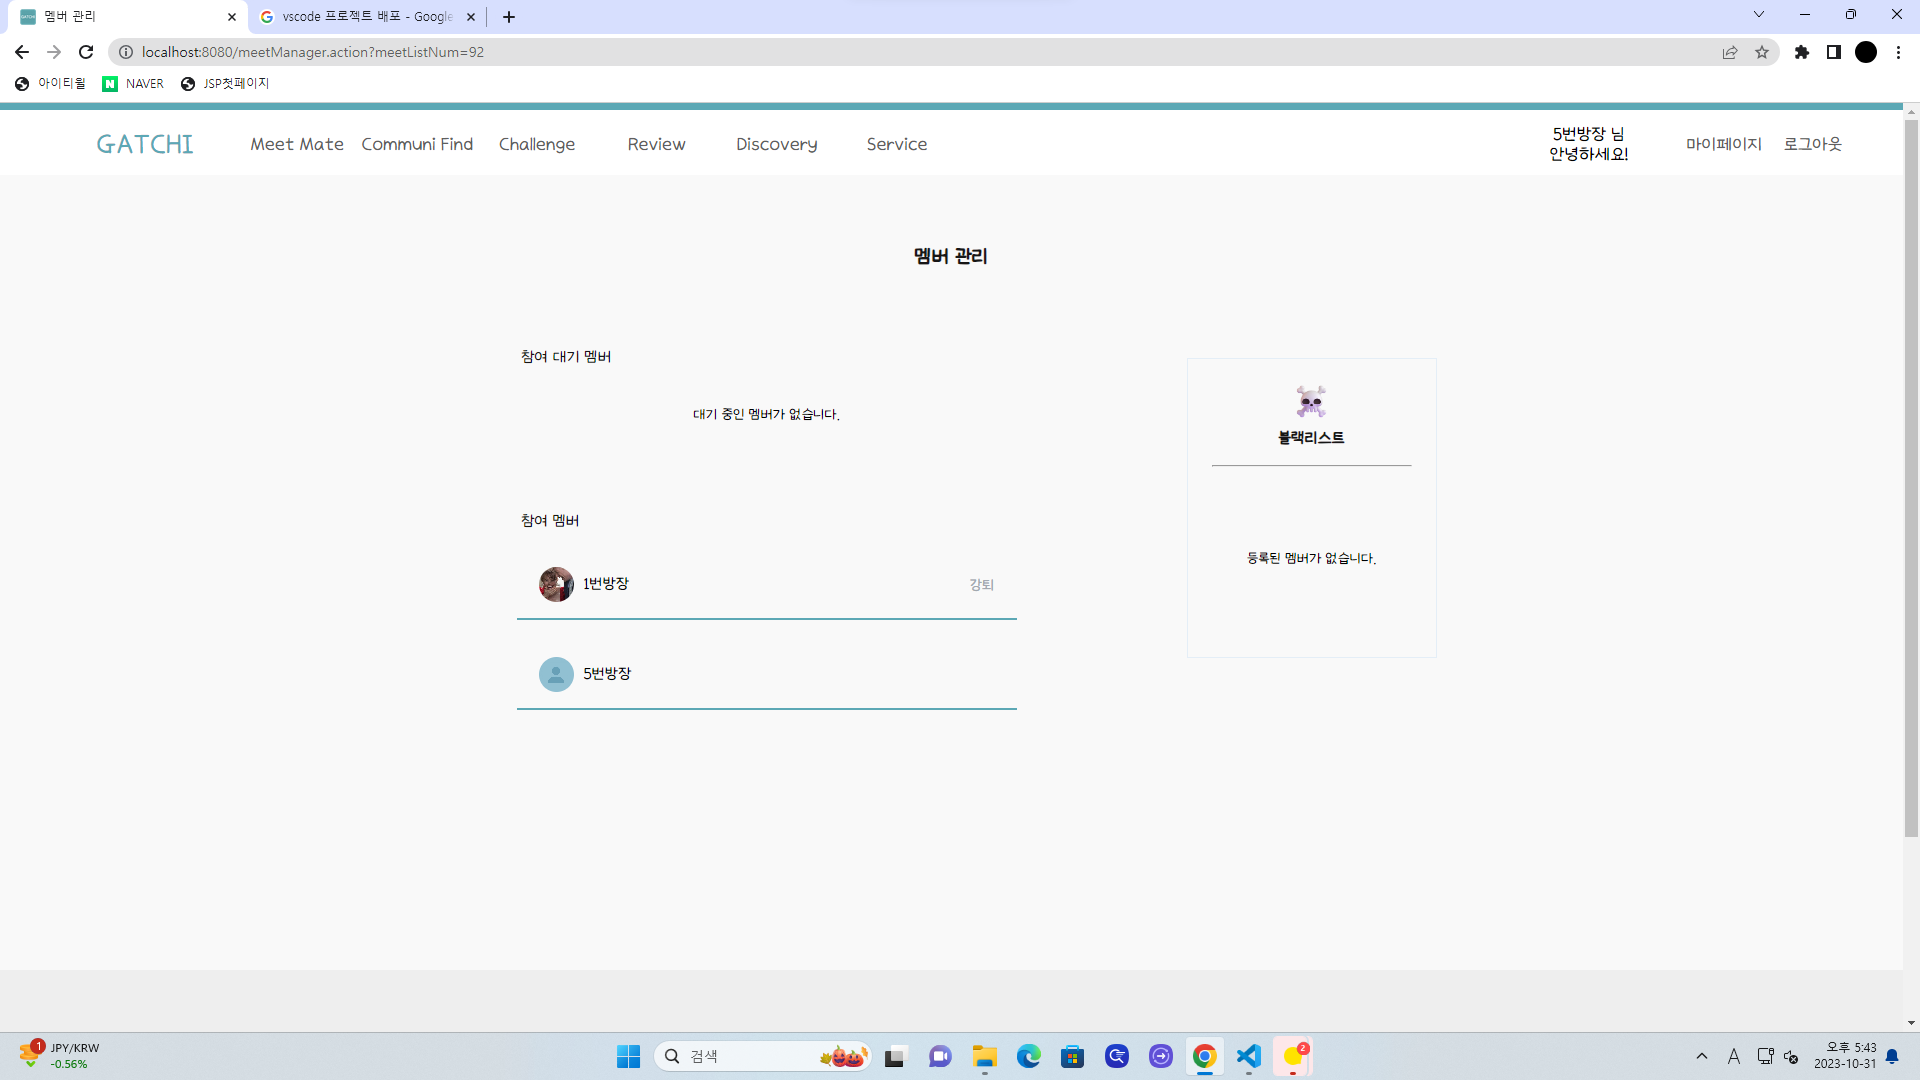 멤버 관리
vscode 프로젝트 배포 - Google
localhost:8080/meetManager.action?meetListNum=92
아이티윌
NAVER
JSP첫페이지
GATCHI
Meet Mate
Communi Find
Challenge
Review
Discovery
Service
5번방장 님
안녕하세요!
마이페이지
로그아웃
멤버 관리
참여 대기 멤버
대기 중인 멤버가 없습니다.
블랙리스트
등록된 멤버가 없습니다.
참여 멤버
1번방장
강퇴
5번방장
1
JPY/KRW
-0.56%
검색
2
A
오후 5:43
2023-10-31